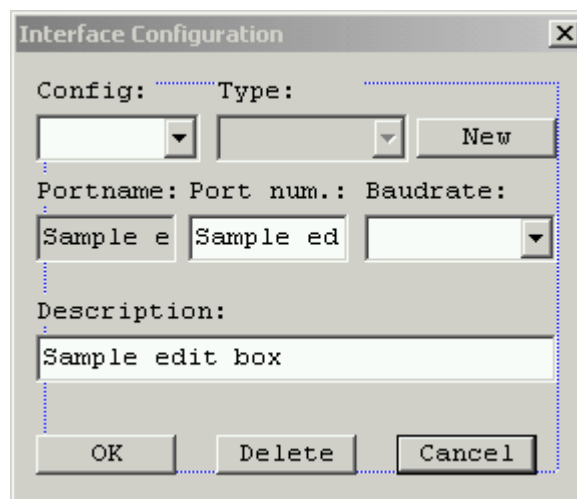 Interface Configuration
Config: Type:
New
Portname: Port num.: Baudrate:
Sample e Sample ed
Description:
Sample edit box
OK Delete Cancel